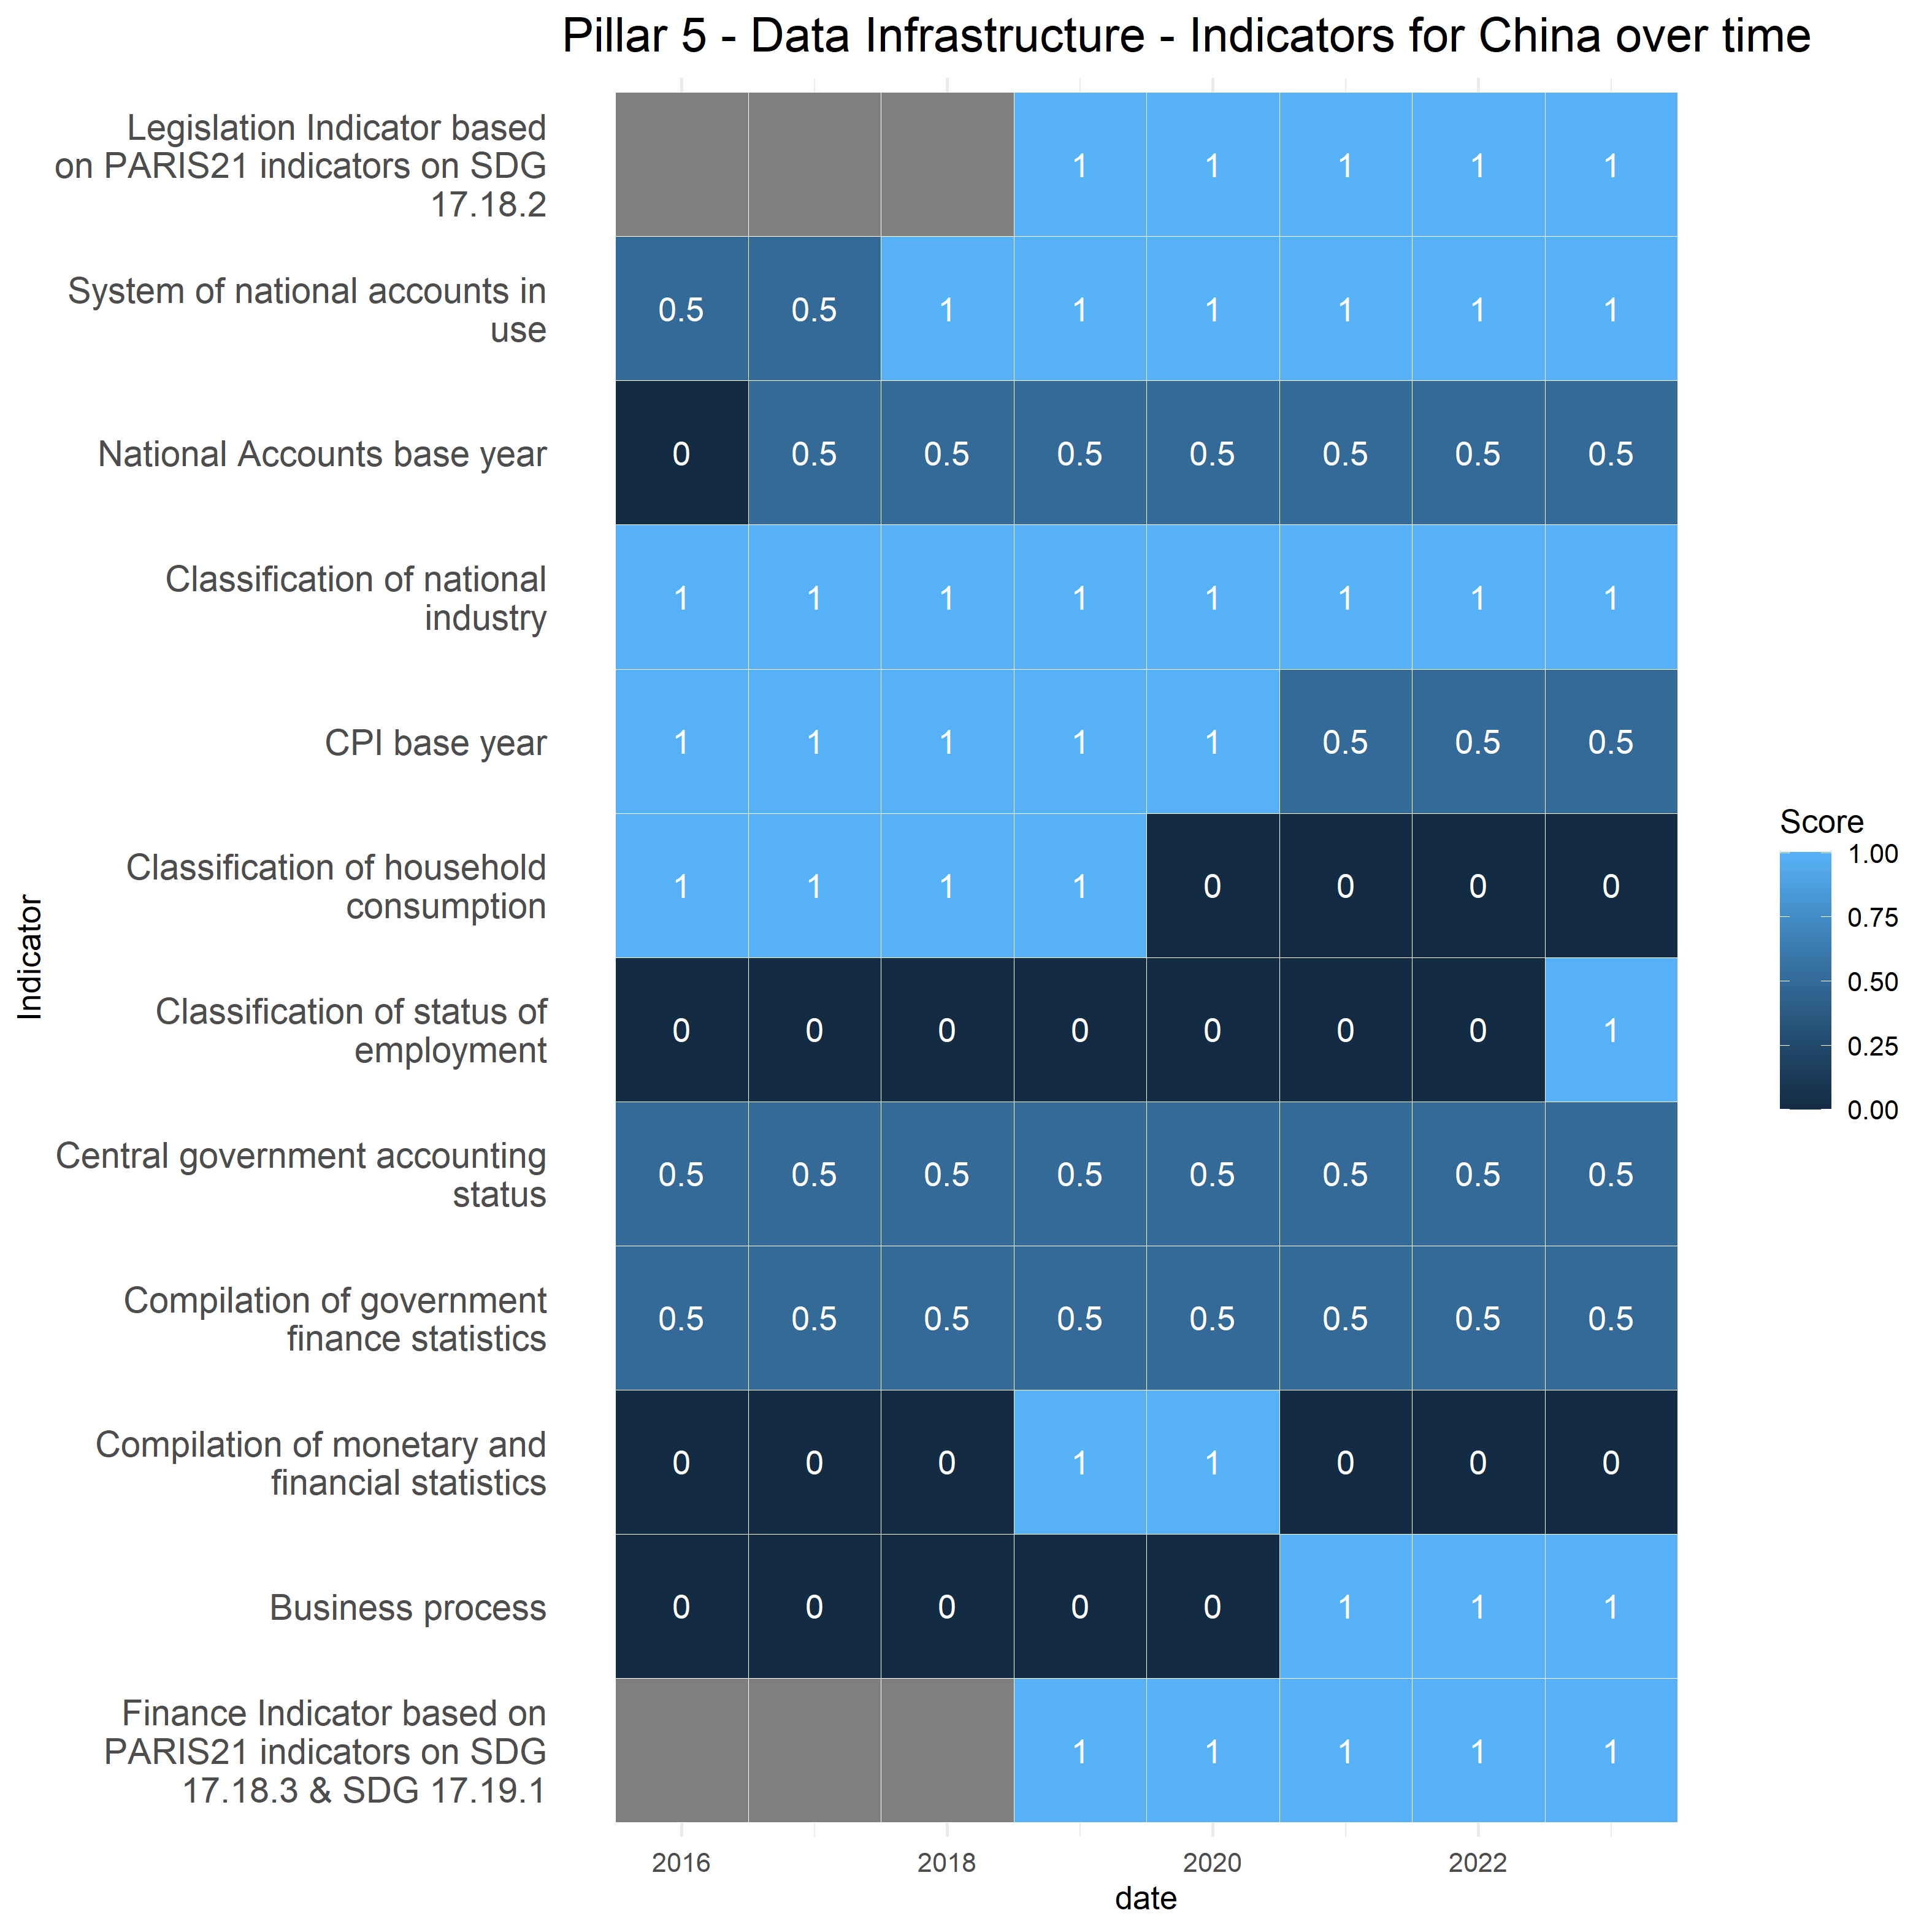 Pillar 5 - Data Infrastructure - Indicators for China over time
Legislation Indicator based
on PARIS21 indicators on SDG
17.18.2
1 1 1 1 1
System of national accounts in
use
0.5 0.5 1 1 1 1 1 1
National Accounts base year
0 0.5 0.5 0.5 0.5 0.5 0.5 0.5
Classification of national
industry
1 1 1 1 1 1 1 1
CPI base year
1 1 1 1 1 0.5 0.5 0.5
Classification of household
consumption
1 1 1 1 0 0 0 0
Classification of status of
employment
0 0 0 0 0 0 0 1
Central government accounting
status
0.5 0.5 0.5 0.5 0.5 0.5 0.5 0.5
Compilation of government
finance statistics
0.5 0.5 0.5 0.5 0.5 0.5 0.5 0.5
Compilation of monetary and
financial statistics
0 0 0 1 1 0 0 0
Business process
0 0 0 0 0 1 1 1
Finance Indicator based on
PARIS21 indicators on SDG
17.18.3 & SDG 17.19.1
1 1 1 1 1
2016 2018 2020 2022
date
Indicator
Score
1.00
0.75
0.50
0.25
0.00